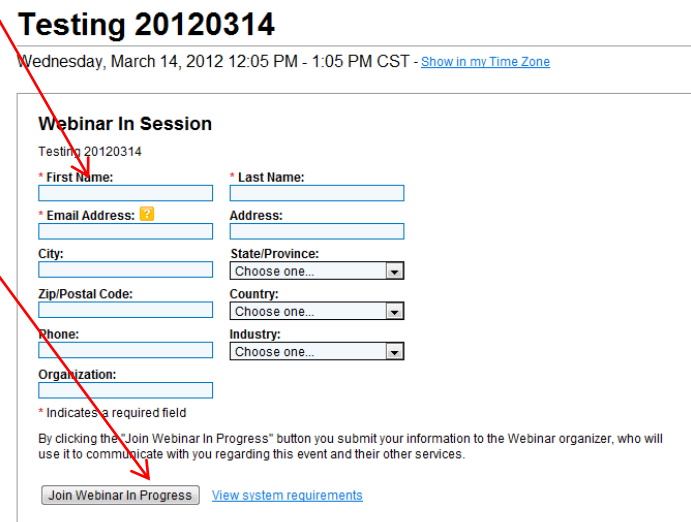 Testing 20120314
Wednesday, March 14, 2012 12:05 PM - 1:05 PM CST - Show in my Time Zone
Webinar In Session
Testing 20120314
* First Name: * Last Name:
* Email Address: ? Address:
City: State/Province:
Choose one...
Zip/Postal Code: Country:
Choose one...
Phone: Industry:
Choose one...
Organization:
* Indicates a required field
By clicking the "Join Webinar In Progress" button you submit your information to the Webinar organizer, who will
use it to communicate with you regarding this event and their other services.
Join Webinar In Progress View system requirements